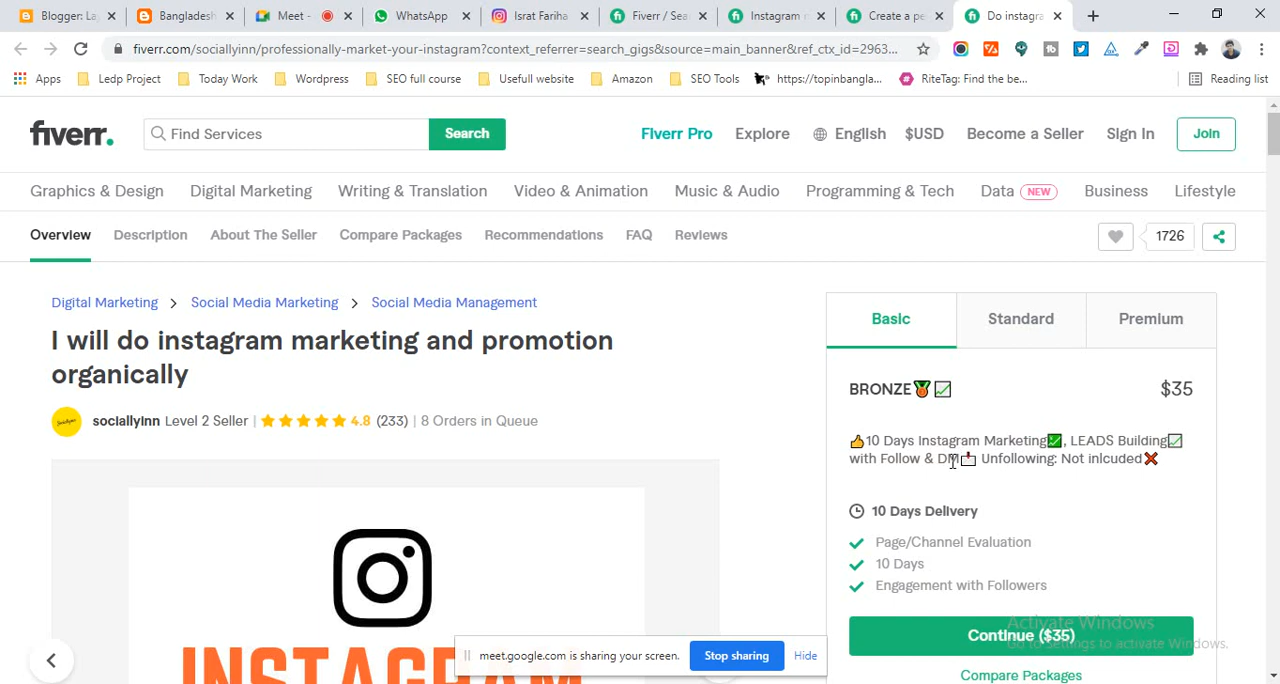 Blogger: La
Bangladesh
Meet -
WhatsApp
Israt Fariha
Fiverr / Sea
Instagram m
Create a pe
Do instagra
fiverr.com/sociallyinn/professionally-market-your-instagram?context_referrer=search_gigs&source=main_banner&ref_ctx_id=2963...
Apps
Ledp Project
Today Work
Wordpress
SEO full course
Usefull website
Amazon
SEO Tools
https://topinbangla...
RiteTag: Find the be...
Reading list
fiverr.
Find Services
Search
Fiverr Pro
Explore
English
$USD
Become a Seller
Sign In
Join
Graphics & Design
Digital Marketing
Writing & Translation
Video & Animation
Music & Audio
Programming & Tech
Data NEW
Business
Lifestyle
Overview
Description
About The Seller
Compare Packages
Recommendations
FAQ
Reviews
1726
Digital Marketing > Social Media Marketing > Social Media Management
I will do instagram marketing and promotion
organically
sociallyinn Level 2 Seller | 4.8 (233) | 8 Orders in Queue
INSTAGRAM
Basic
Standard
Premium
BRONZE
$35
10 Days Instagram Marketing, LEADS Building
with Follow & DM Unfollowing: Not inlcuded
10 Days Delivery
Page/Channel Evaluation
10 Days
Engagement with Followers
Continue ($35)
Compare Packages
Activate Windows
Go to Settings to activate Windows.
meet.google.com is sharing your screen.
Stop sharing
Hide